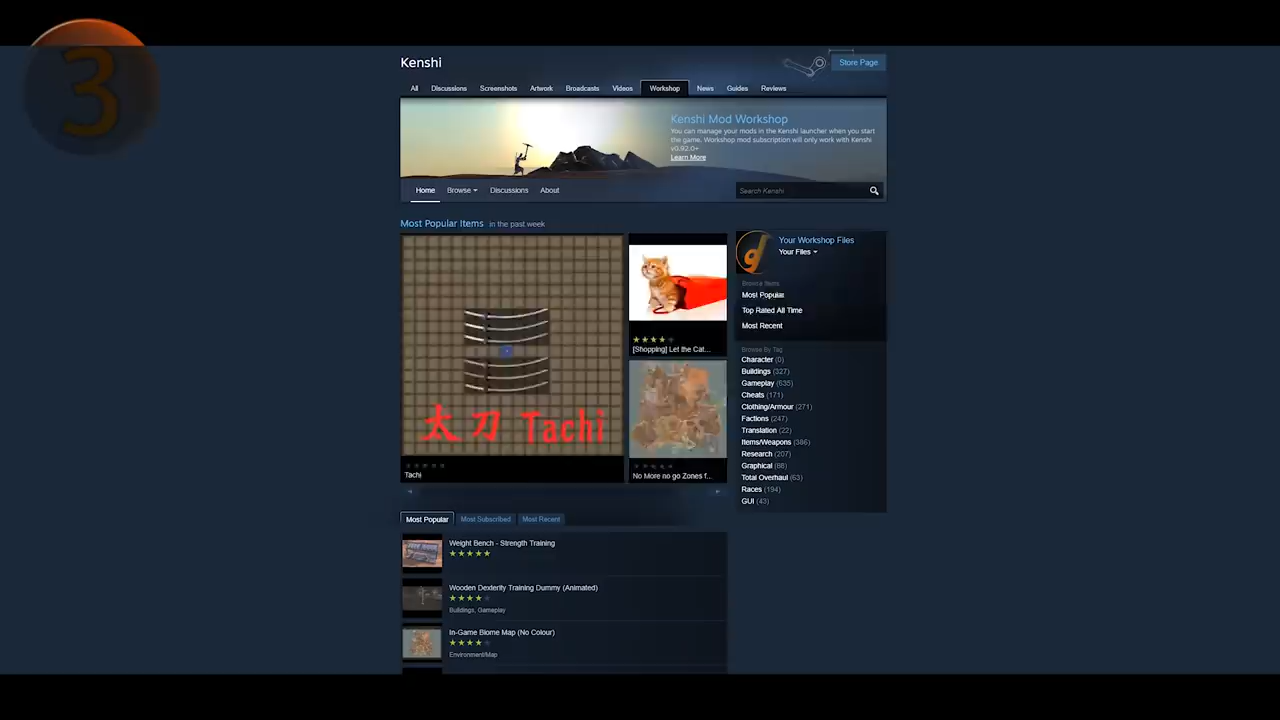 3
Kenshi
Store Page
All Discussions Screenshots Artwork Broadcasts Videos Workshop News Guides Reviews
Kenshi Mod Workshop
You can manage your mods in the Kenshi launcher when you start
the game. Workshop mod subscription will only work with Kenshi
v0.92.0+
Learn More
Home Browse Discussions About
Search Kenshi
Most Popular Items in the past week
太刀 Tachi
Tachi
[Shopping] Let the Cat...
No More no go Zones f...
d
Your Workshop Files
Your Files
Browse Items
Most Popular
Top Rated All Time
Most Recent
Browse By Tag
Character (0)
Buildings (327)
Gameplay (635)
Cheats (171)
Clothing/Armour (271)
Factions (247)
Translation (22)
Items/Weapons (386)
Research (207)
Graphical (88)
Total Overhaul (63)
Races (194)
GUI (43)
Most Popular Most Subscribed Most Recent
Weight Bench - Strength Training
Wooden Dexterity Training Dummy (Animated)
Buildings, Gameplay
In-Game Biome Map (No Colour)
Environment/Map